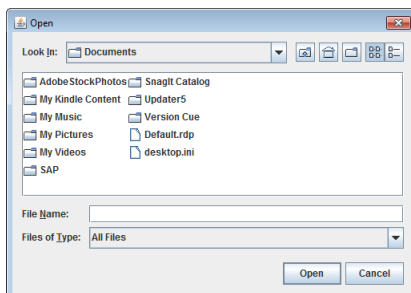 Open
Look In: Documents
AdobeStockPhotos SnagIt Catalog
My Kindle Content Updater5
My Music Version Cue
My Pictures Default.rdp
My Videos desktop.ini
SAP
File Name:
Files of Type: All Files
Open Cancel